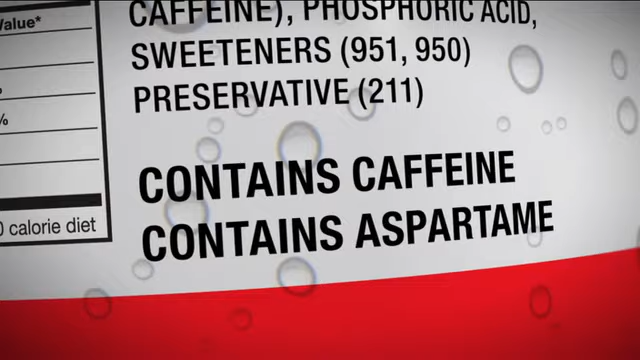 Value*
%
0 calorie diet
CAFFEINE), PHOSPHORIC ACID,
SWEETENERS (951, 950)
PRESERVATIVE (211)
CONTAINS CAFFEINE
CONTAINS ASPARTAME